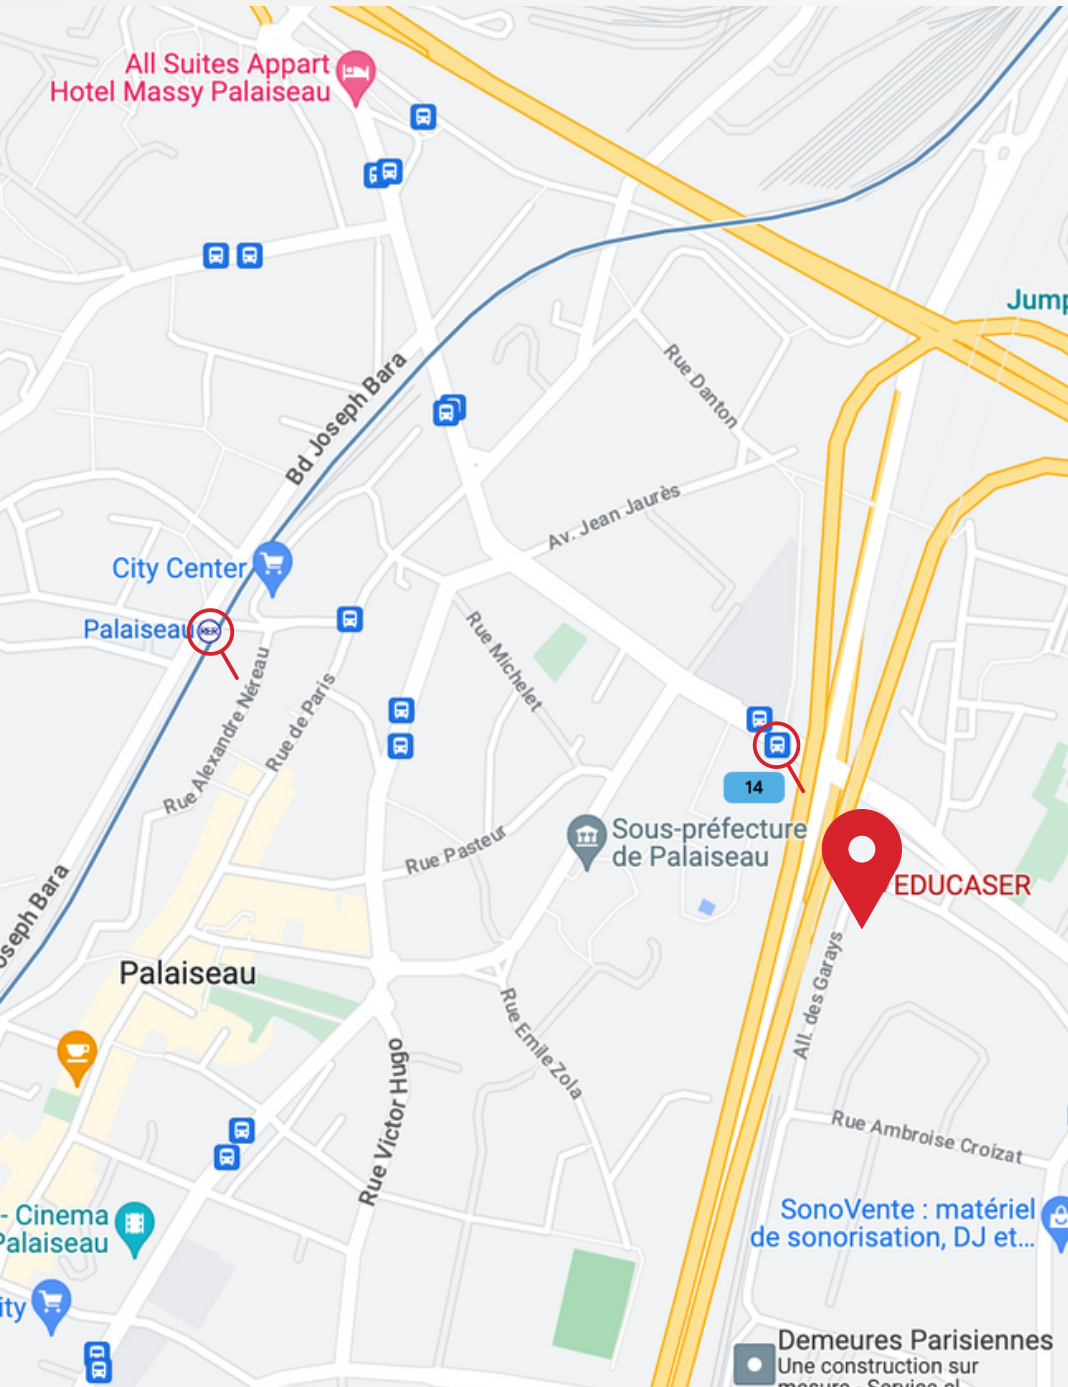 All Suites Appart
Hotel Massy Palaiseau
Jump
Rue Danton
Bd Joseph Bara
Av. Jean Jaurès
City Center
Palaiseau
RER
Rue Michelet
Rue Alexandre Néreau
Rue de Paris
14
Sous-préfecture
de Palaiseau
Rue Pasteur
EDUCASER
oseph Bara
Palaiseau
All. des Garays
Rue Emile Zola
Rue Victor Hugo
Rue Ambroise Croizat
- Cinema
Palaiseau
SonoVente : matériel
de sonorisation, DJ et...
ity
Demeures Parisiennes
Une construction sur